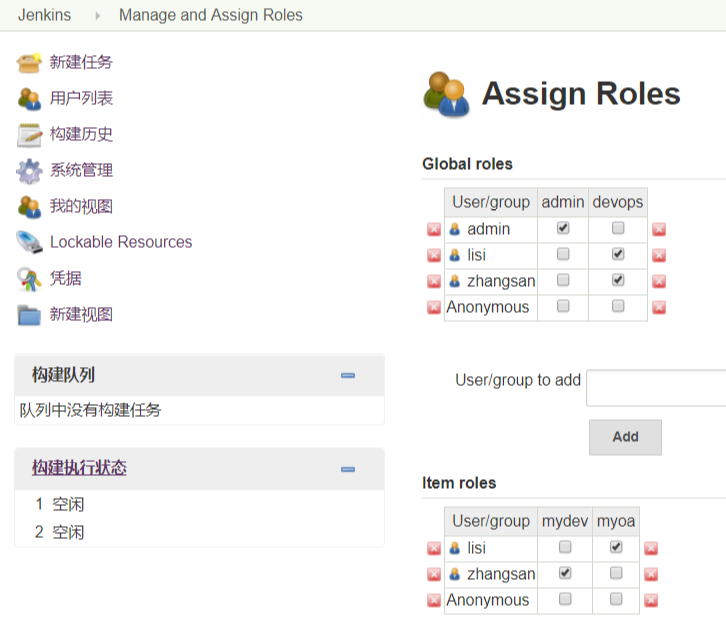 Jenkins Manage and Assign Roles
新建任务
用户列表
构建历史
系统管理
我的视图
Lockable Resources
凭据
新建视图
构建队列
队列中没有构建任务
构建执行状态
1 空闲
2 空闲
Assign Roles
Global roles
User/group admin devops
admin
lisi
zhangsan
Anonymous
User/group to add
Add
Item roles
User/group mydev myoa
lisi
zhangsan
Anonymous